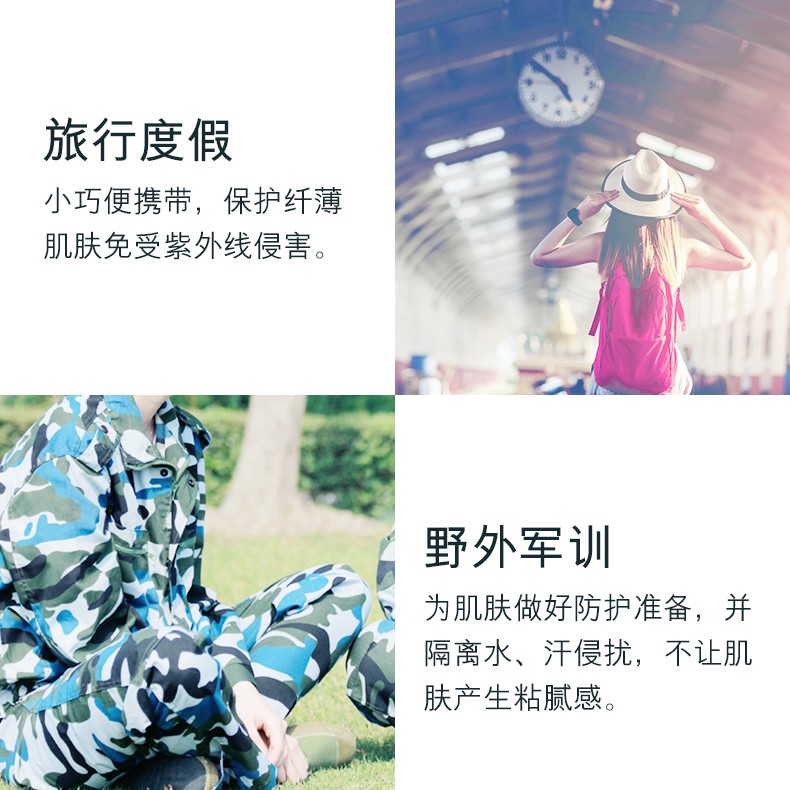 旅行度假
小巧便携带，保护纤薄
肌肤免受紫外线侵害。
野外军训
为肌肤做好防护准备，并
隔离水、汗侵扰，不让肌
肤产生粘腻感。